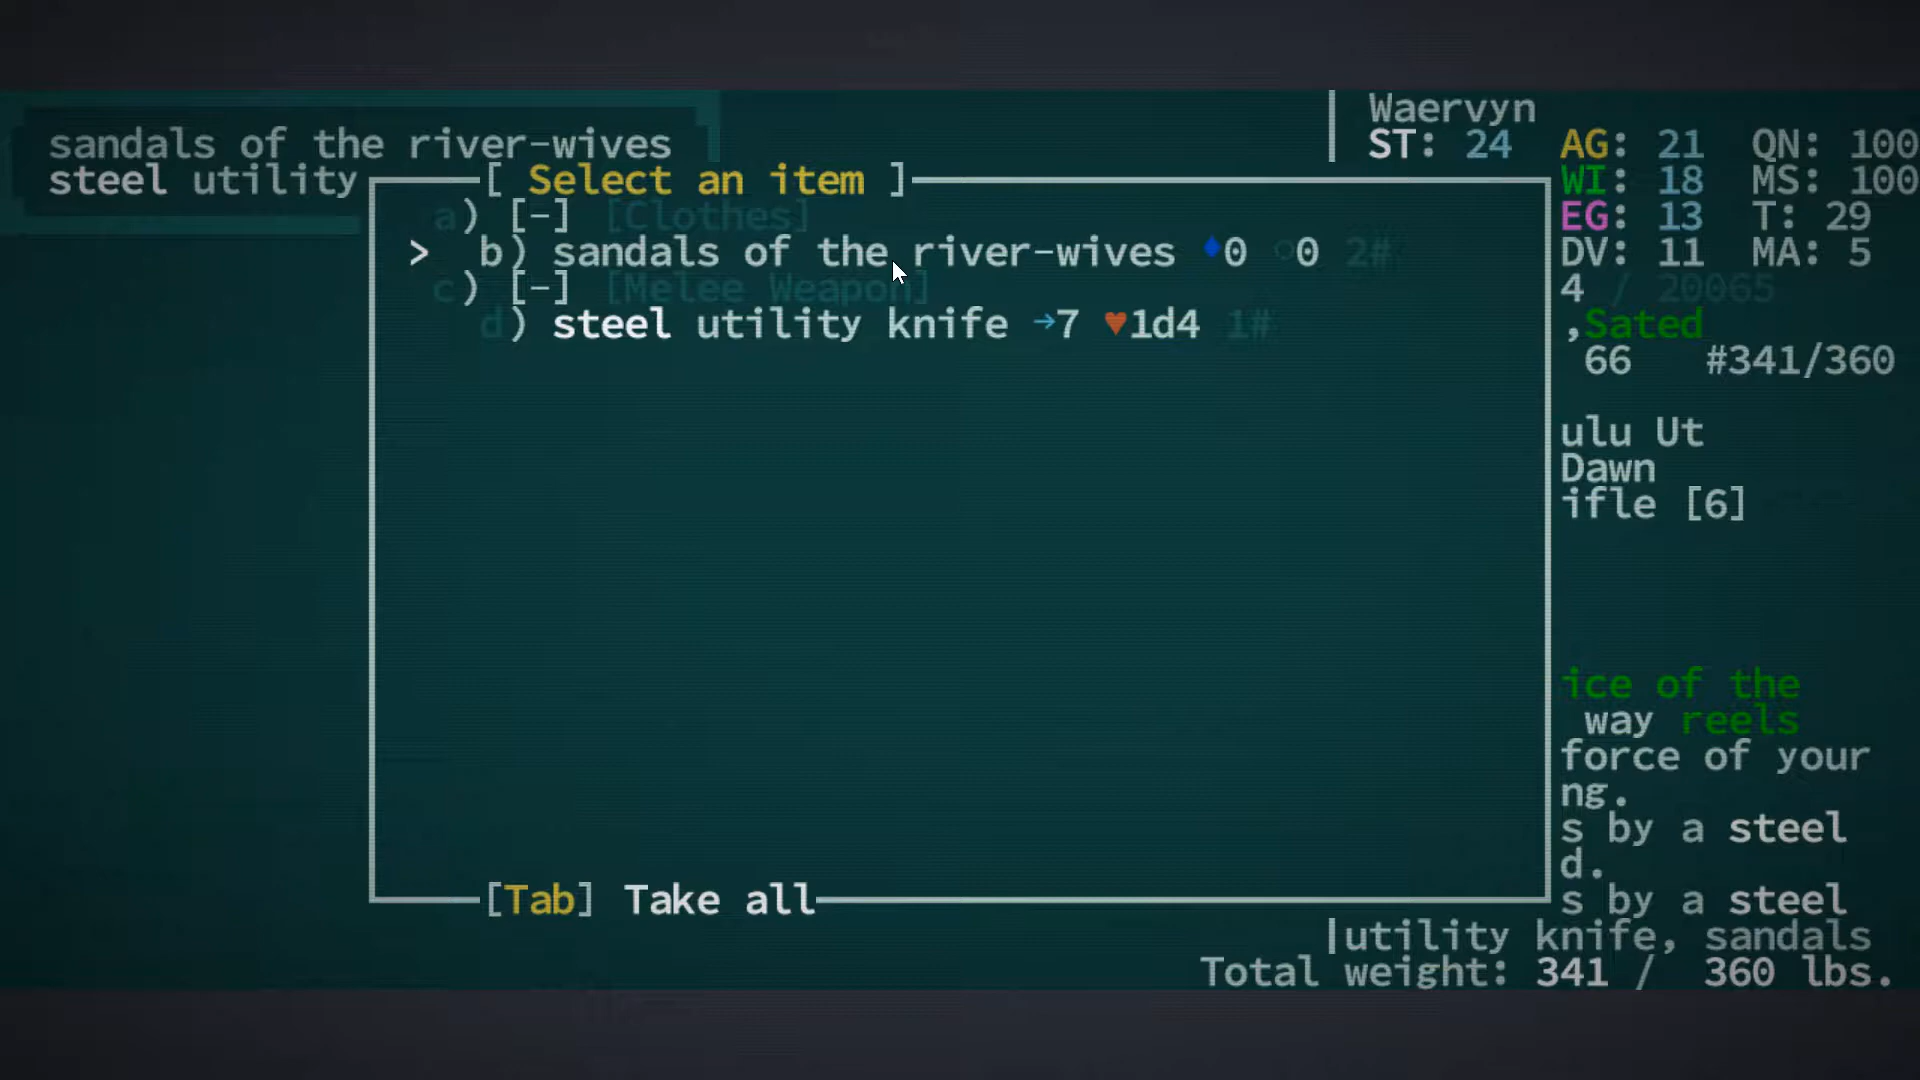 sandals of the river-wives
steel utility
[ Select an item ]
a) [-] [Clothes]
> b) sandals of the river-wives ♦0 ○0 2#
c) [-] [Melee Weapon]
d) steel utility knife →7 ♥1d4 1#
[Tab] Take all
Waervyn
ST: 24 AG: 21 QN: 100
WI: 18 MS: 100
EG: 13 T: 29
DV: 11 MA: 5
4 / 20065
,Sated
66 #341/360
ulu Ut
Dawn
ifle [6]
ice of the
way reels
force of your
ng.
s by a steel
d.
s by a steel
|utility knife, sandals
Total weight: 341 / 360 lbs.